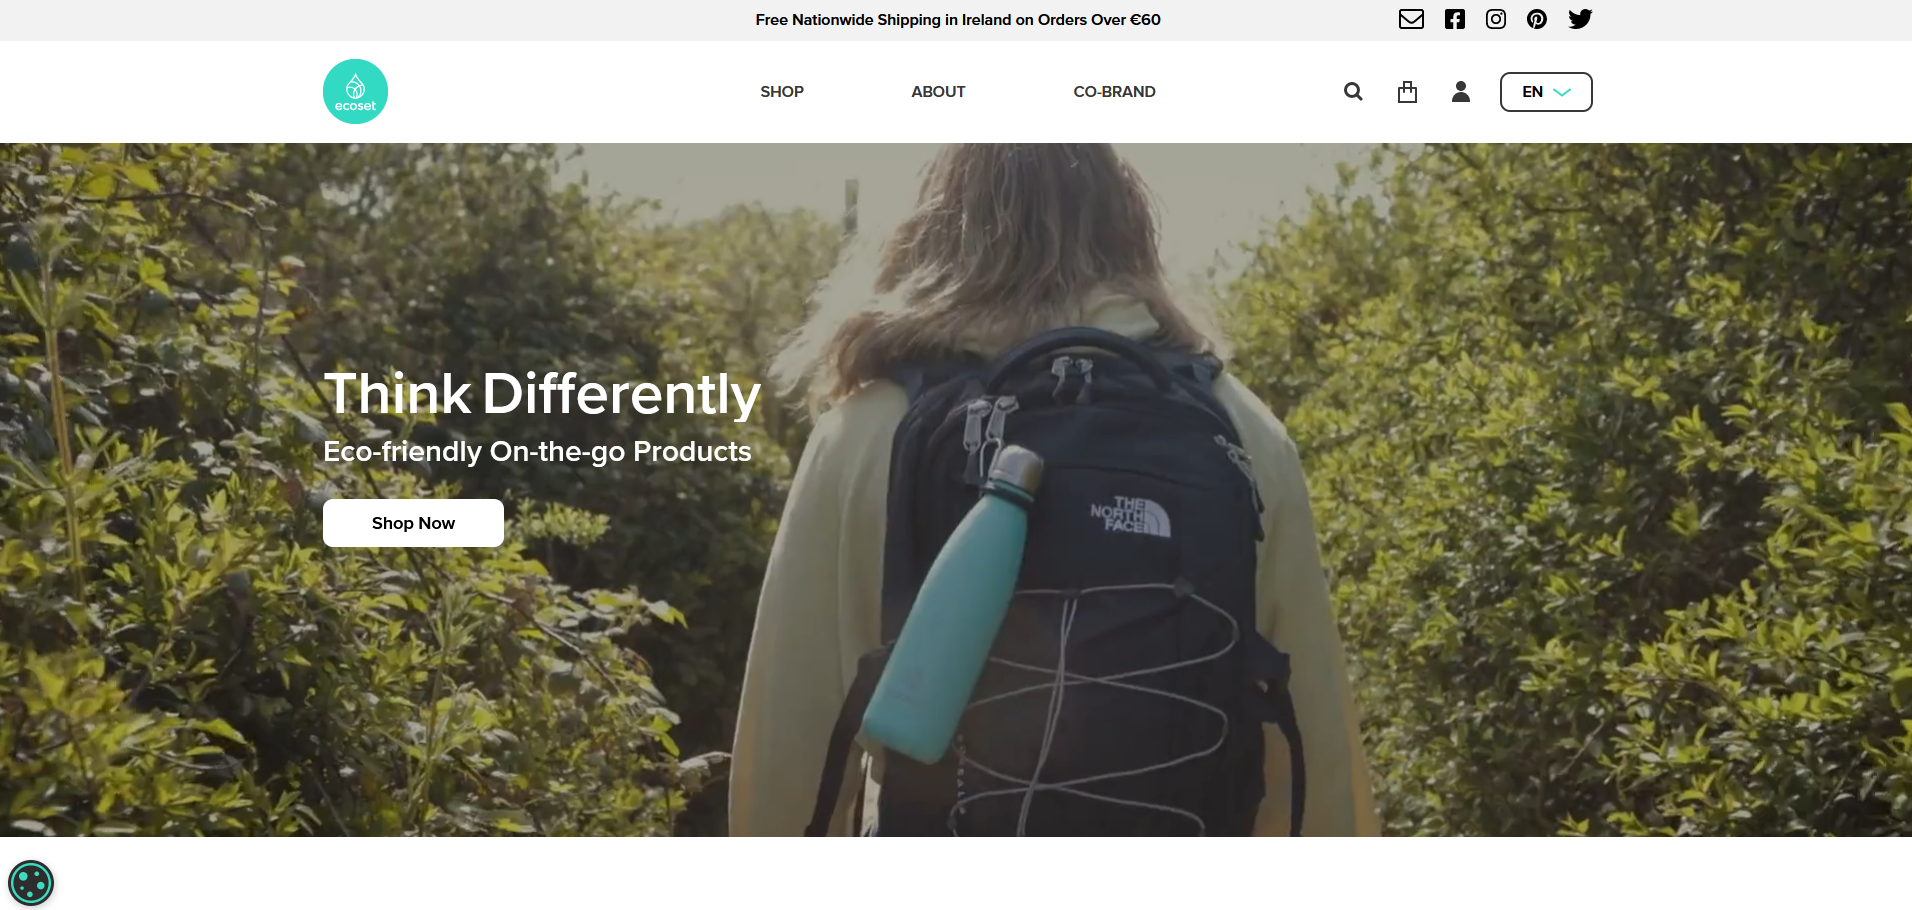 Free Nationwide Shipping in Ireland on Orders Over €60
ecoset
SHOP
ABOUT
CO-BRAND
EN
Think Differently
Eco-friendly On-the-go Products
Shop Now
THE
NORTH
FACE